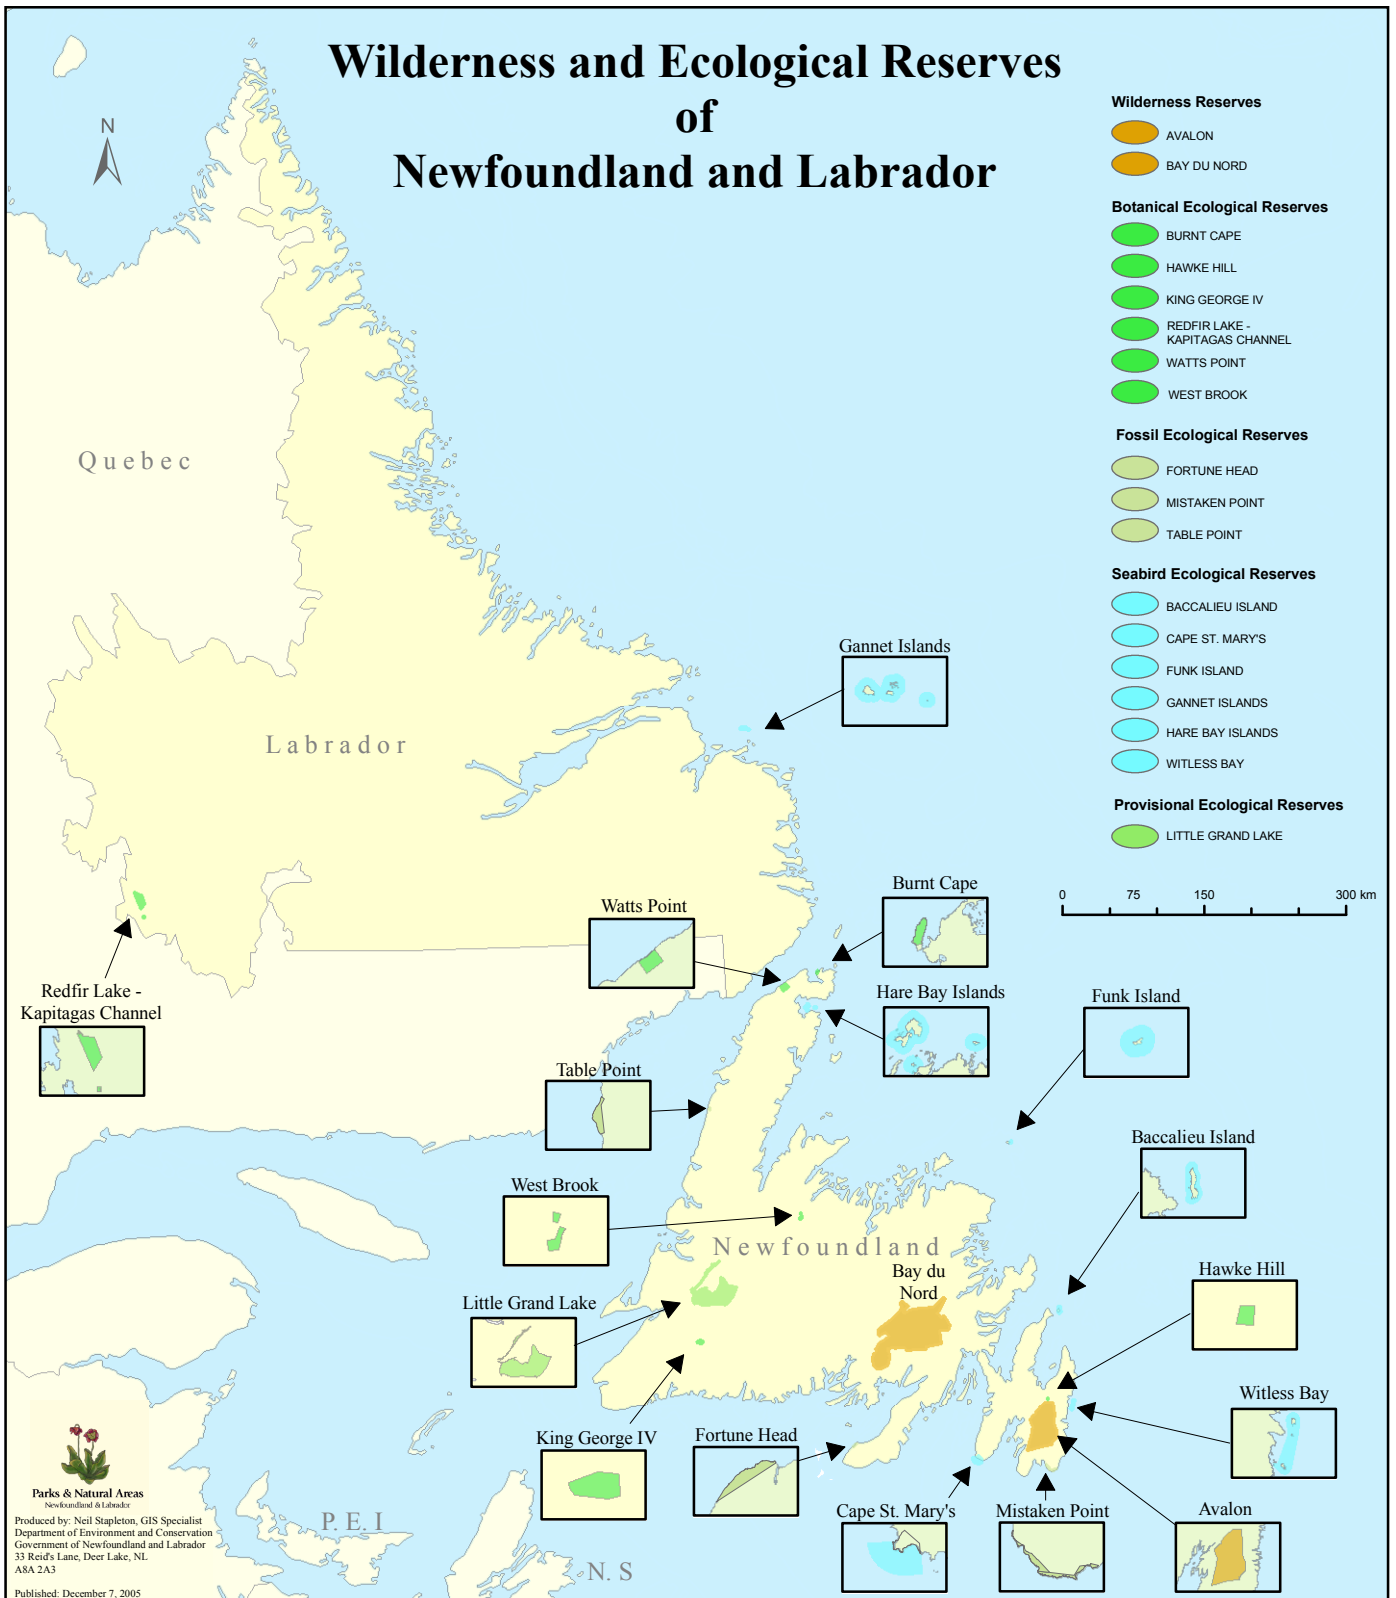 Wilderness and Ecological Reserves
of
Newfoundland and Labrador
N
Wilderness Reserves
AVALON
BAY DU NORD
Botanical Ecological Reserves
BURNT CAPE
HAWKE HILL
KING GEORGE IV
REDFIR LAKE -
KAPITAGAS CHANNEL
WATTS POINT
WEST BROOK
Fossil Ecological Reserves
FORTUNE HEAD
MISTAKEN POINT
TABLE POINT
Seabird Ecological Reserves
BACCALIEU ISLAND
CAPE ST. MARY'S
FUNK ISLAND
GANNET ISLANDS
HARE BAY ISLANDS
WITLESS BAY
Provisional Ecological Reserves
LITTLE GRAND LAKE
0 75 150 300 km
Quebec
Labrador
Gannet Islands
Burnt Cape
Watts Point
Redfir Lake -
Kapitagas Channel
Hare Bay Islands
Funk Island
Table Point
Baccalieu Island
West Brook
Newfoundland
Bay du
Nord
Hawke Hill
Little Grand Lake
Witless Bay
King George IV
Fortune Head
Cape St. Mary's
Mistaken Point
Avalon
P. E. I
N. S
Parks & Natural Areas
Newfoundland & Labrador
Produced by: Neil Stapleton, GIS Specialist
Department of Environment and Conservation
Government of Newfoundland and Labrador
33 Reid's Lane, Deer Lake, NL
A8A 2A3
Published: December 7, 2005